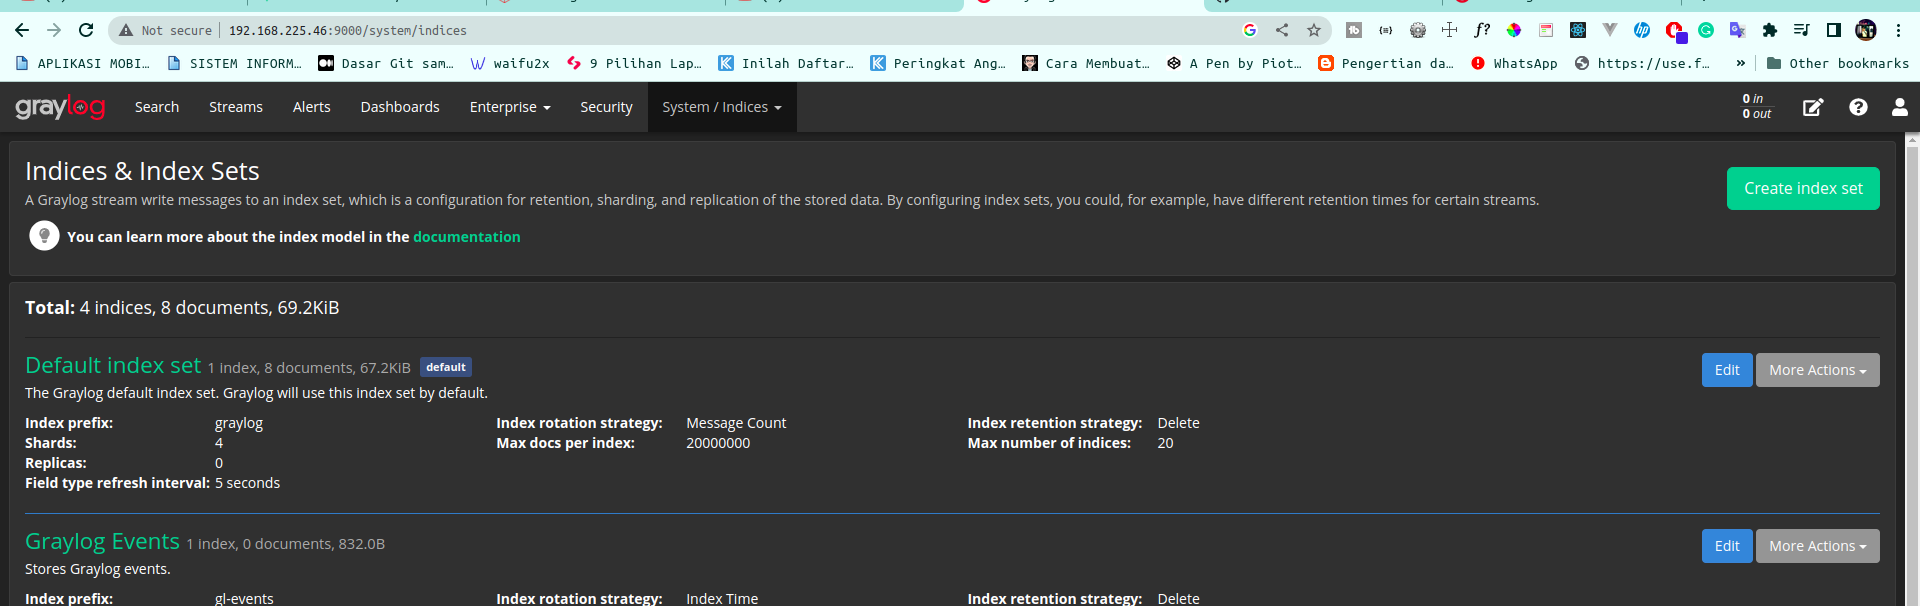 Not secure 192.168.225.46:9000/system/indices
APLIKASI MOBI... SISTEM INFORM... Dasar Git sam... waifu2x 9 Pilihan Lap... Inilah Daftar... Peringkat Ang... Cara Membuat... A Pen by Piot... Pengertian da... WhatsApp https://use.f... » Other bookmarks
graylog Search Streams Alerts Dashboards Enterprise Security System / Indices 0 in
0 out
Indices & Index Sets
Create index set
A Graylog stream write messages to an index set, which is a configuration for retention, sharding, and replication of the stored data. By configuring index sets, you could, for example, have different retention times for certain streams.
You can learn more about the index model in the documentation
Total: 4 indices, 8 documents, 69.2KiB
Default index set 1 index, 8 documents, 67.2KiB default Edit More Actions
The Graylog default index set. Graylog will use this index set by default.
Index prefix: graylog Index rotation strategy: Message Count Index retention strategy: Delete
Shards: 4 Max docs per index: 20000000 Max number of indices: 20
Replicas: 0
Field type refresh interval: 5 seconds
Graylog Events 1 index, 0 documents, 832.0B Edit More Actions
Stores Graylog events.
Index prefix: gl-events Index rotation strategy: Index Time Index retention strategy: Delete